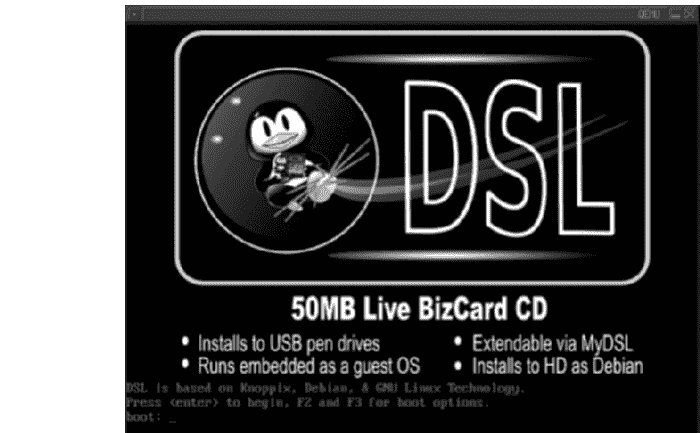 QEMU
DSL
50MB Live BizCard CD
• Installs to USB pen drives
• Extendable via MyDSL
• Runs embedded as a guest OS
• Installs to HD as Debian
DSL is based on Knoppix, Debian, & GNU Linux Technology.
Press <enter> to begin, F2 and F3 for boot options.
boot: _